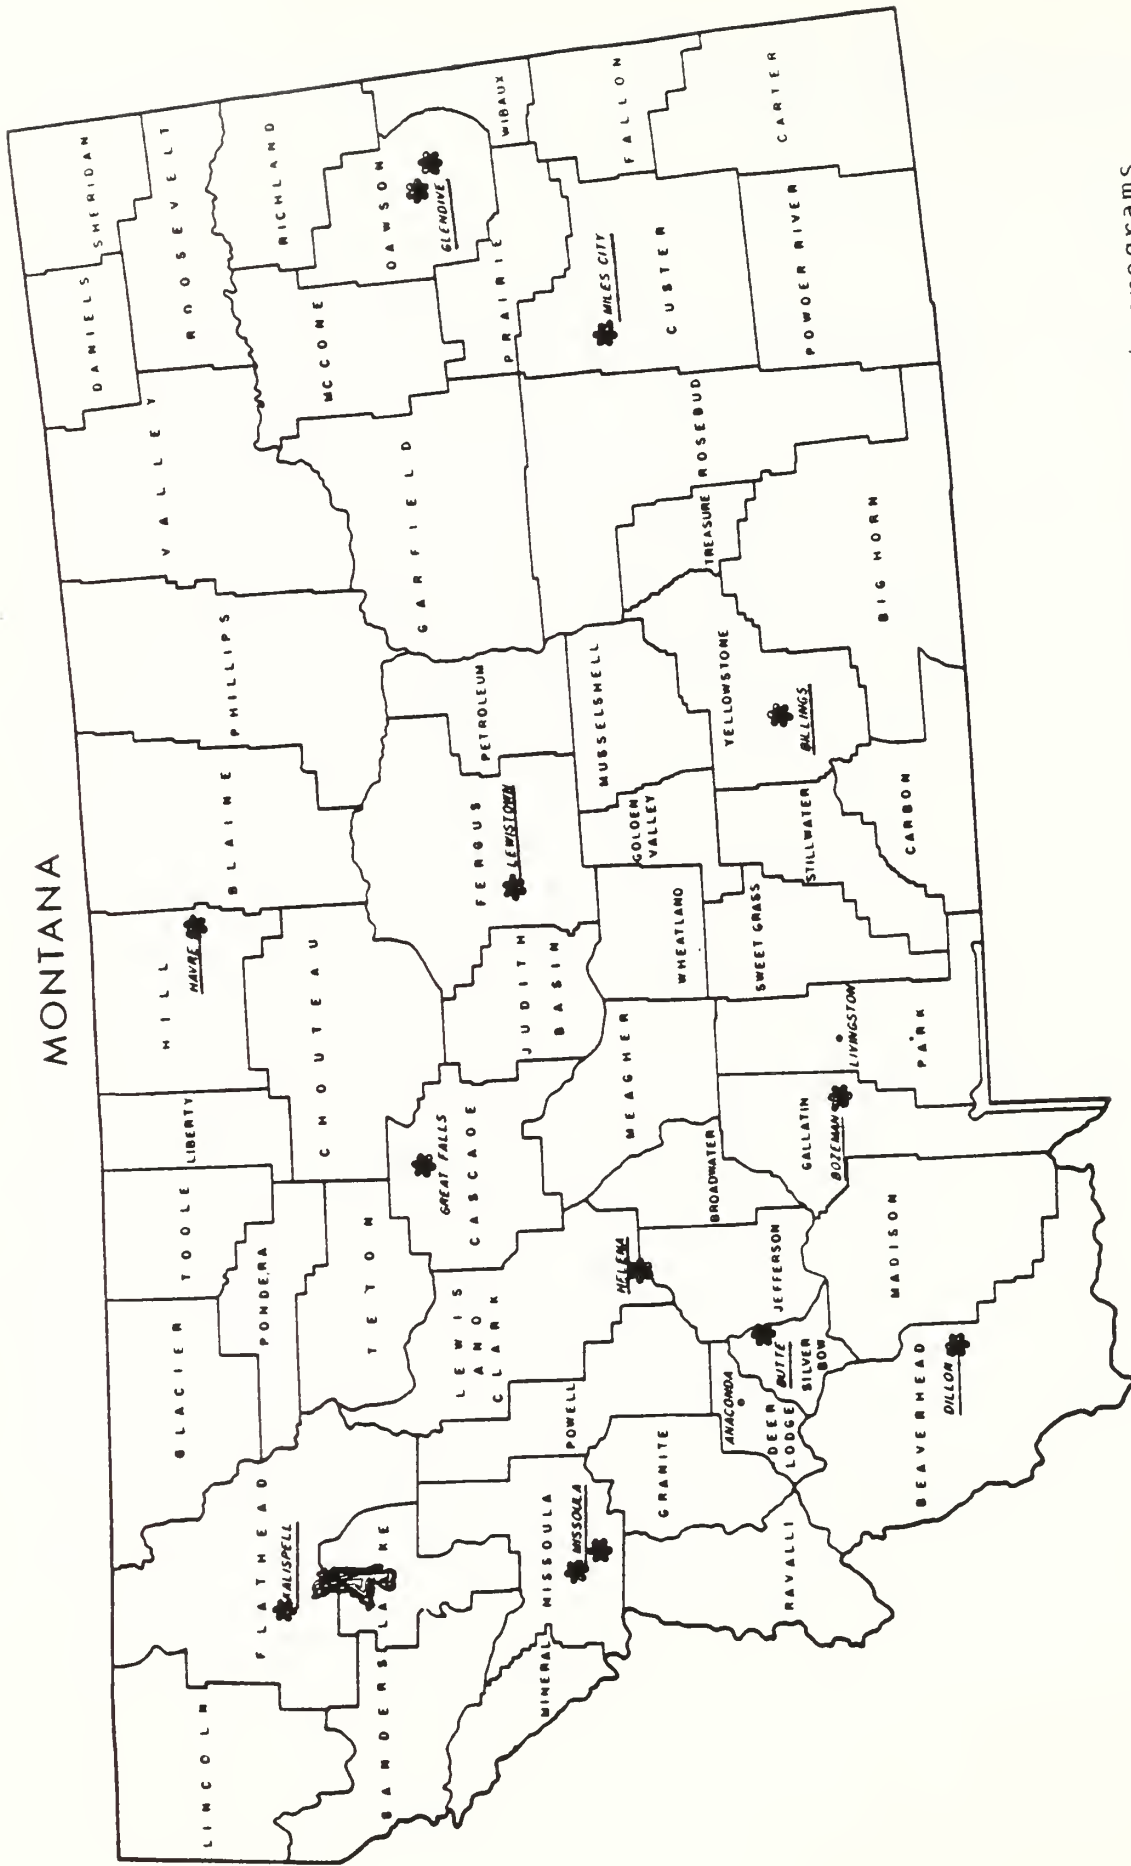 MONTANA
LINCOLN
FLATHEAD
KALISPELL
GLACIER
TOOLE
LIBERTY
HILL
HAVRE
BLAINE
PHILLIPS
VALLEY
DANIELS
SHERIDAN
ROOSEVELT
PONDERA
TETON
CHOUTEAU
SANDERS
LAKE
LEWIS
AND
CLARK
GREAT FALLS
CASCADE
JUDITH
BASIN
FERGUS
LEWISTOWN
PETROLEUM
GARFIELD
MCCONE
RICHLAND
DAWSON
GLENDIVE
WIBAUX
PRAIRIE
MINERAL
MISSOULA
MISSOULA
POWELL
HELENA
MEAGHER
WHEATLAND
GOLDEN
VALLEY
MUSSELSHELL
ROSEBUD
TREASURE
CUSTER
MILES CITY
FALLON
GRANITE
RAVALLI
DEER
LODGE
ANACONDA
BUTTE
SILVER
BOW
JEFFERSON
BROADWATER
GALLATIN
BOZEMAN
LIVINGSTON
PARK
SWEET GRASS
STILLWATER
YELLOWSTONE
BILLINGS
CARBON
BIG HORN
POWDER RIVER
CARTER
BEAVERHEAD
DILLON
MADISON